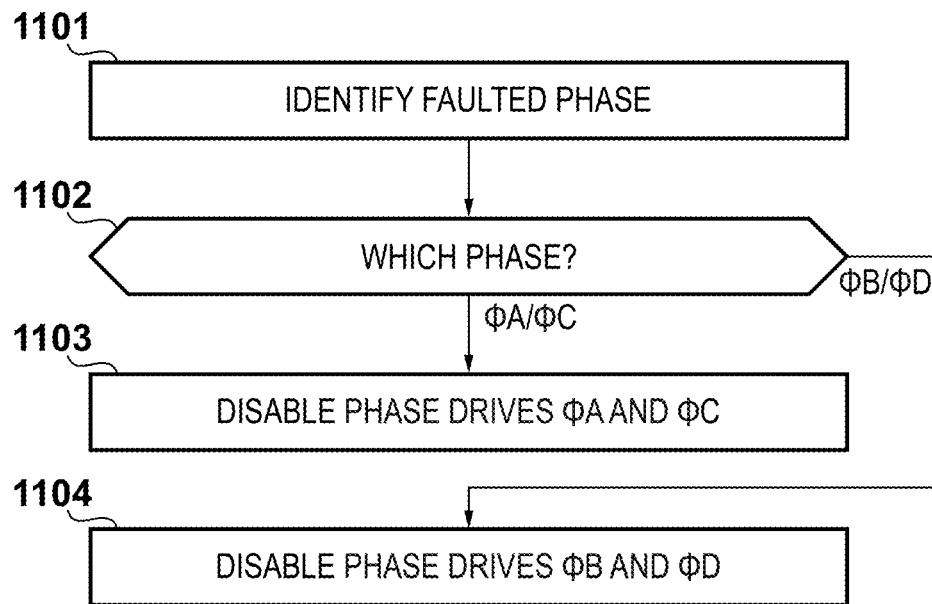 1101
IDENTIFY FAULTED PHASE
1102
WHICH PHASE?
ΦB/ΦD
ΦA/ΦC
1103
DISABLE PHASE DRIVES ΦA AND ΦC
1104
DISABLE PHASE DRIVES ΦB AND ΦD